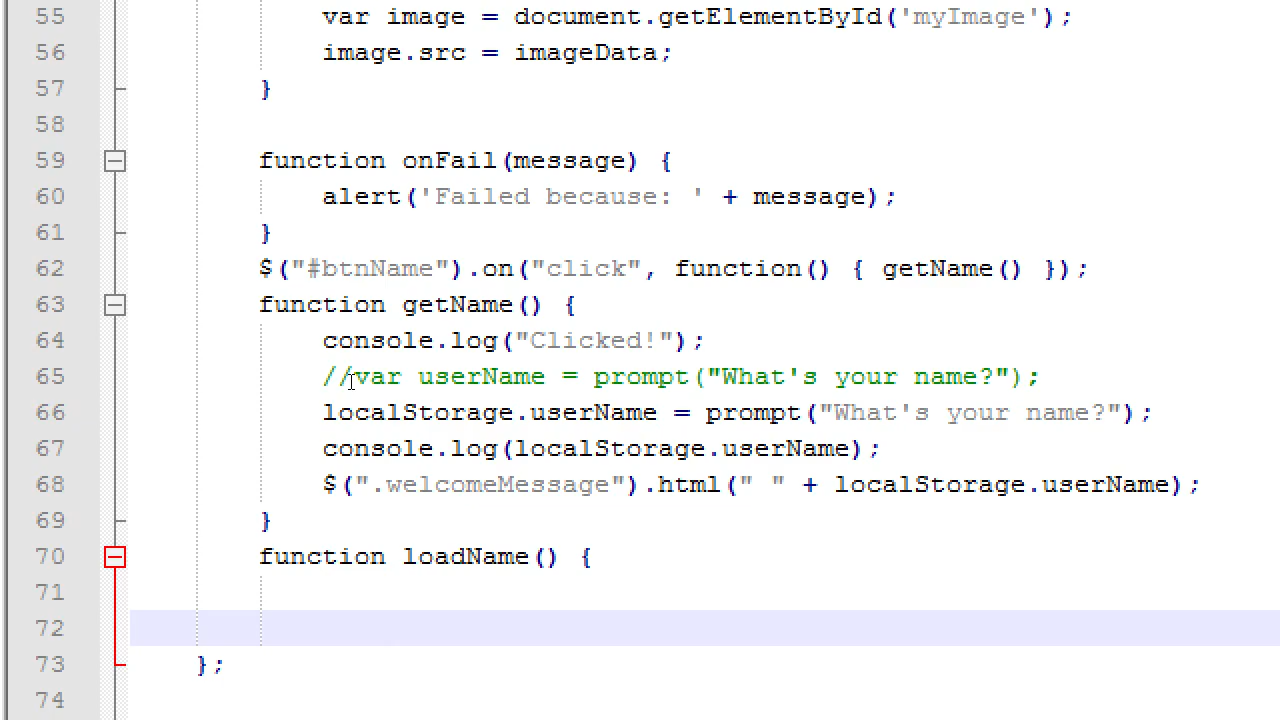 55 var image = document.getElementById('myImage');
56 image.src = imageData;
57 }
58
59 function onFail(message) {
60 alert('Failed because: ' + message);
61 }
62 $("#btnName").on("click", function() { getName() });
63 function getName() {
64 console.log("Clicked!");
65 //var userName = prompt("What's your name?");
66 localStorage.userName = prompt("What's your name?");
67 console.log(localStorage.userName);
68 $(".welcomeMessage").html(" " + localStorage.userName);
69 }
70 function loadName() {
71
72
73 };
74